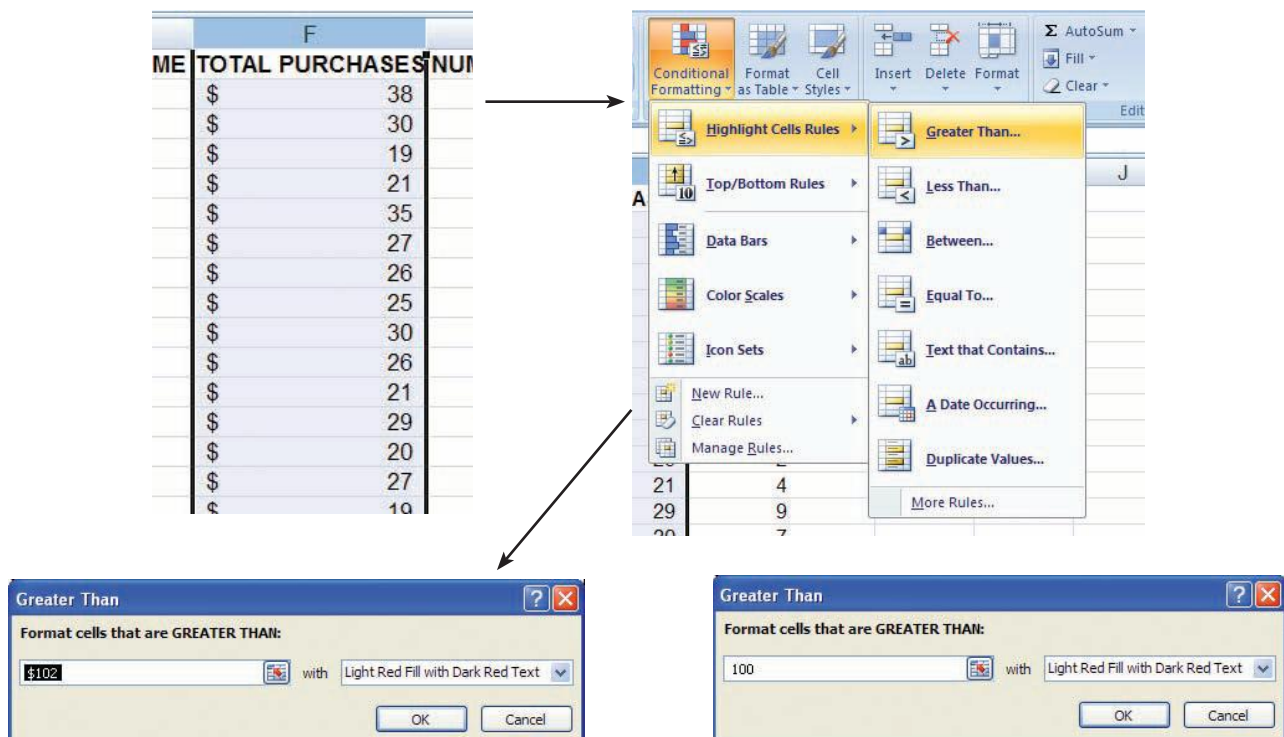 F
ME TOTAL PURCHASES NUM
$ 38
$ 30
$ 19
$ 21
$ 35
$ 27
$ 26
$ 25
$ 30
$ 26
$ 21
$ 29
$ 20
$ 27
$ 19
Conditional Formatting
Format as Table
Cell Styles
Insert
Delete
Format
Σ AutoSum
Fill
Clear
Edit
Highlight Cells Rules
Top/Bottom Rules
Data Bars
Color Scales
Icon Sets
New Rule...
Clear Rules
Manage Rules...
Greater Than...
Less Than...
Between...
Equal To...
Text that Contains...
A Date Occurring...
Duplicate Values...
More Rules...
J
A
21 4
29 9
20 7
Greater Than
Format cells that are GREATER THAN:
$102 with Light Red Fill with Dark Red Text
OK Cancel
Greater Than
Format cells that are GREATER THAN:
100 with Light Red Fill with Dark Red Text
OK Cancel